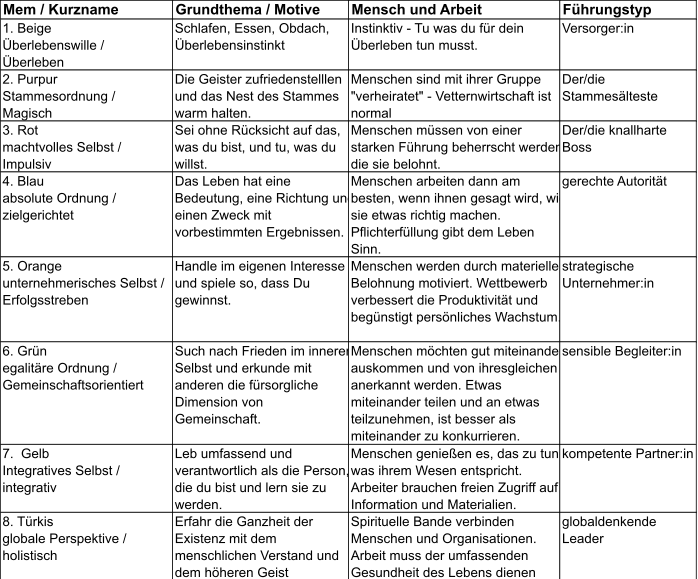 Mem / Kurzname
Grundthema / Motive
Mensch und Arbeit
Führungstyp
1. Beige
Überlebenswille /
Überleben
Schlafen, Essen, Obdach,
Überlebensinstinkt
Instinktiv - Tu was du für dein
Überleben tun musst.
Versorger:in
2. Purpur
Stammesordnung /
Magisch
Die Geister zufriedenstelllen
und das Nest des Stammes
warm halten.
Menschen sind mit ihrer Gruppe
"verheiratet" - Vetternwirtschaft ist
normal
Der/die
Stammesälteste
3. Rot
machtvolles Selbst /
Impulsiv
Sei ohne Rücksicht auf das,
was du bist, und tu, was du
willst.
Menschen müssen von einer
starken Führung beherrscht werden
die sie belohnt.
Der/die knallharte
Boss
4. Blau
absolute Ordnung /
zielgerichtet
Das Leben hat eine
Bedeutung, eine Richtung un
einen Zweck mit
vorbestimmten Ergebnissen.
Menschen arbeiten dann am
besten, wenn ihnen gesagt wird, wi
sie etwas richtig machen.
Pflichterfüllung gibt dem Leben
Sinn.
gerechte Autorität
5. Orange
unternehmerisches Selbst /
Erfolgsstreben
Handle im eigenen Interesse
und spiele so, dass Du
gewinnst.
Menschen werden durch materielle
Belohnung motiviert. Wettbewerb
verbessert die Produktivität und
begünstigt persönliches Wachstum
strategische
Unternehmer:in
6. Grün
egalitäre Ordnung /
Gemeinschaftsorientiert
Such nach Frieden im inneren
Selbst und erkunde mit
anderen die fürsorgliche
Dimension von
Gemeinschaft.
Menschen möchten gut miteinande
auskommen und von ihresgleichen
anerkannt werden. Etwas
miteinander teilen und an etwas
teilzunehmen, ist besser als
miteinander zu konkurrieren.
sensible Begleiter:in
7. Gelb
Integratives Selbst /
integrativ
Leb umfassend und
verantwortlich als die Person,
die du bist und lern sie zu
werden.
Menschen genießen es, das zu tun
was ihrem Wesen entspricht.
Arbeiter brauchen freien Zugriff auf
Information und Materialien.
kompetente Partner:in
8. Türkis
globale Perspektive /
holistisch
Erfahr die Ganzheit der
Existenz mit dem
menschlichen Verstand und
dem höheren Geist
Spirituelle Bande verbinden
Menschen und Organisationen.
Arbeit muss der umfassenden
Gesundheit des Lebens dienen
globaldenkende
Leader